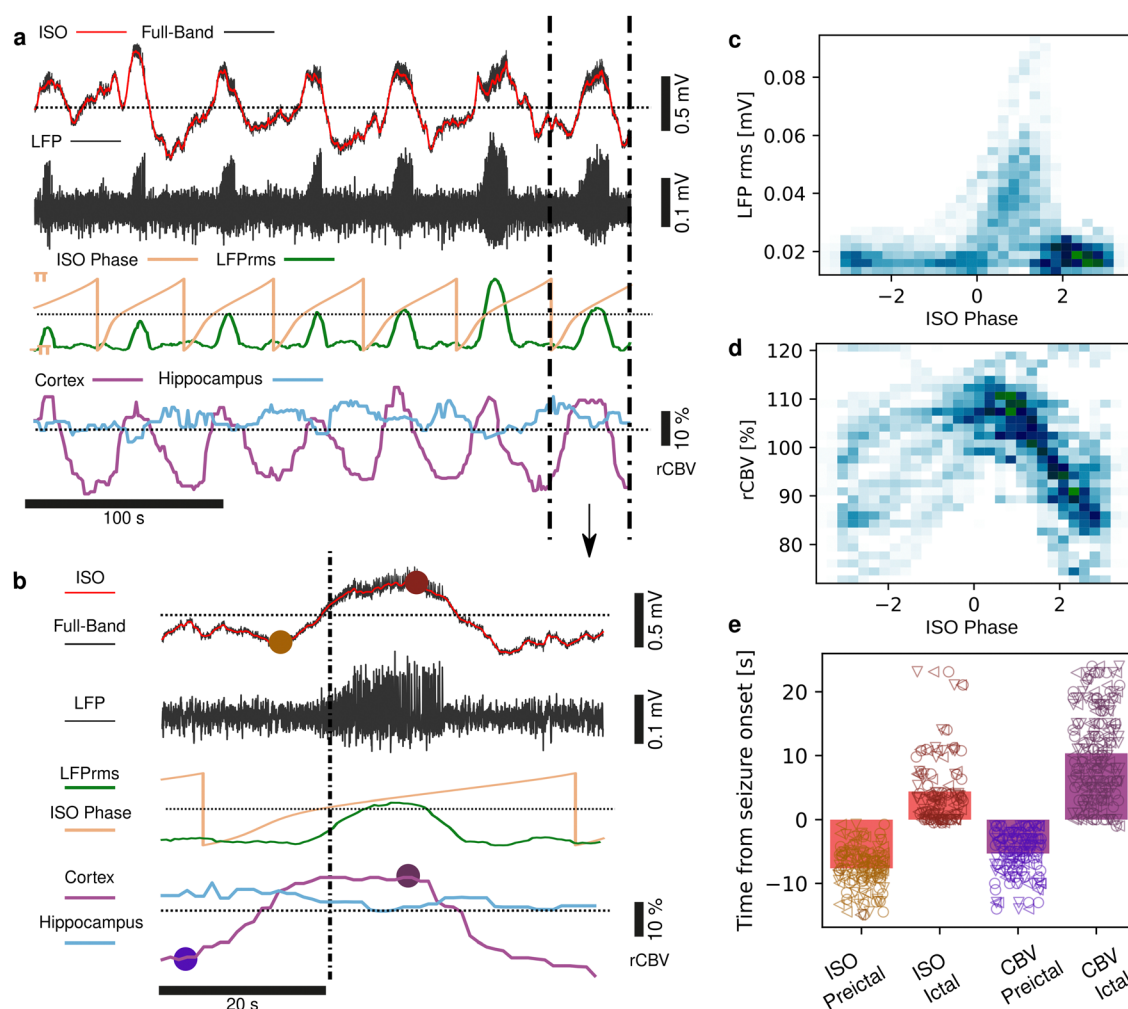 a
ISO
Full-Band
0.5 mV
LFP
0.1 mV
ISO Phase
LFPrms
π
-π
Cortex
Hippocampus
10 %
rCBV
100 s
b
ISO
Full-Band
0.5 mV
LFP
0.1 mV
LFPrms
ISO Phase
Cortex
Hippocampus
10 %
rCBV
20 s
c
LFP rms [mV]
0.08
0.06
0.04
0.02
−2
0
2
ISO Phase
d
rCBV [%]
120
100
90
80
−2
0
2
ISO Phase
e
Time from seizure onset [s]
20
10
0
−10
ISO
Preictal
ISO
Ictal
CBV
Preictal
CBV
Ictal